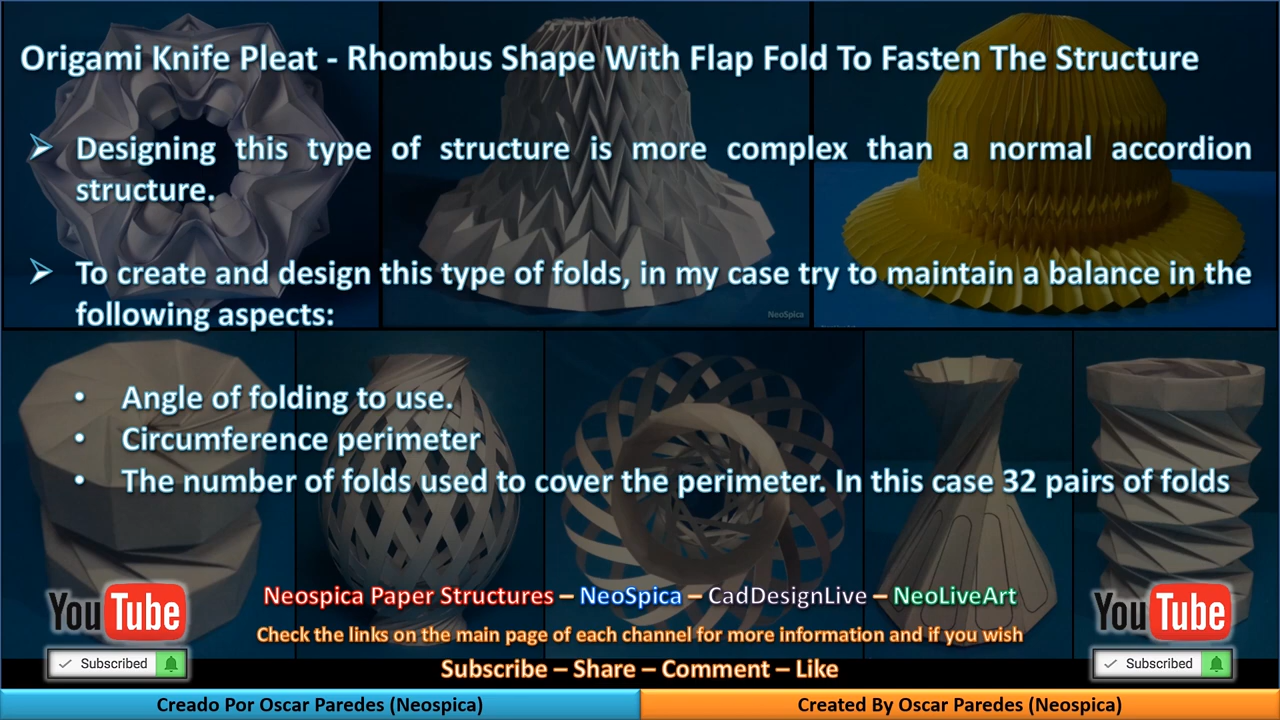 Origami Knife Pleat - Rhombus Shape With Flap Fold To Fasten The Structure
➢ Designing this type of structure is more complex than a normal accordion
structure.
➢ To create and design this type of folds, in my case try to maintain a balance in the
following aspects:
NeoSpica
• Angle of folding to use.
• Circumference perimeter
• The number of folds used to cover the perimeter. In this case 32 pairs of folds
YouTube
Subscribed
Neospica Paper Structures – NeoSpica – CadDesignLive – NeoLiveArt
Check the links on the main page of each channel for more information and if you wish
Subscribe – Share – Comment – Like
YouTube
Subscribed
Creado Por Oscar Paredes (Neospica)
Created By Oscar Paredes (Neospica)